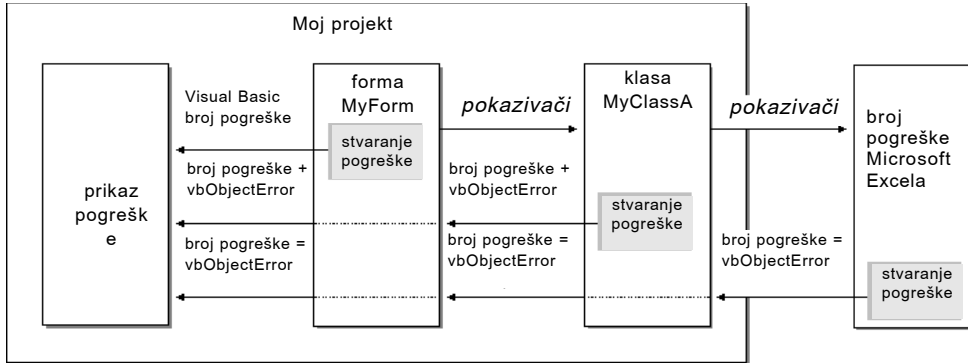 Moj projekt
prikaz
pogrešk
e
Visual Basic
broj pogreške
broj pogreške +
vbObjectError
broj pogreške =
vbObjectError
forma
MyForm
stvaranje
pogreške
pokazivači
broj pogreške +
vbObjectError
broj pogreške =
vbObjectError
klasa
MyClassA
stvaranje
pogreške
pokazivači
broj pogreške =
vbObjectError
broj
pogreške
Microsoft
Excela
stvaranje
pogreške